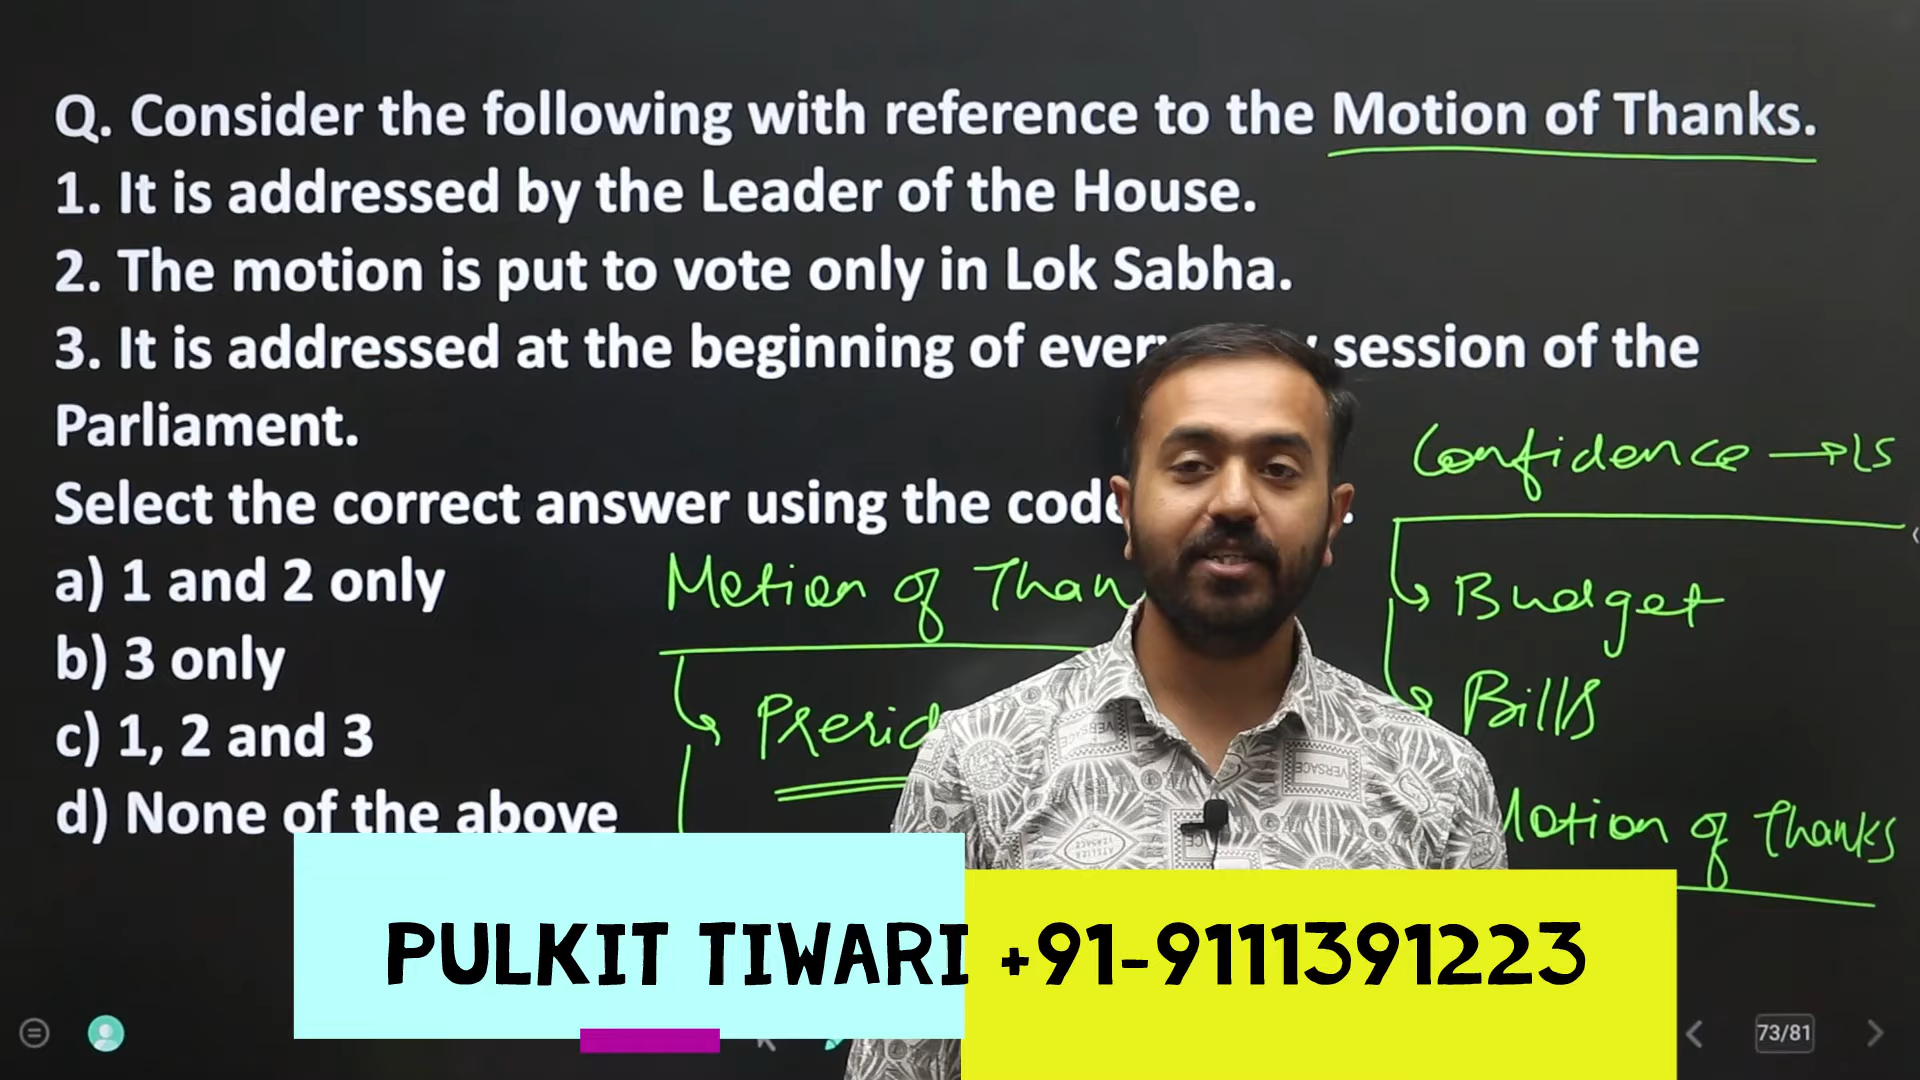 Q. Consider the following with reference to the Motion of Thanks.
1. It is addressed by the Leader of the House.
2. The motion is put to vote only in Lok Sabha.
3. It is addressed at the beginning of session of the
Parliament.
Select the correct answer using the
a) 1 and 2 only
b) 3 only
c) 1, 2 and 3
d) None of the above
Motion of
Confidence → LS
Budget
Bills
Motion of Thanks
PULKIT TIWARI +91-9111391223
VERSACE
73/81